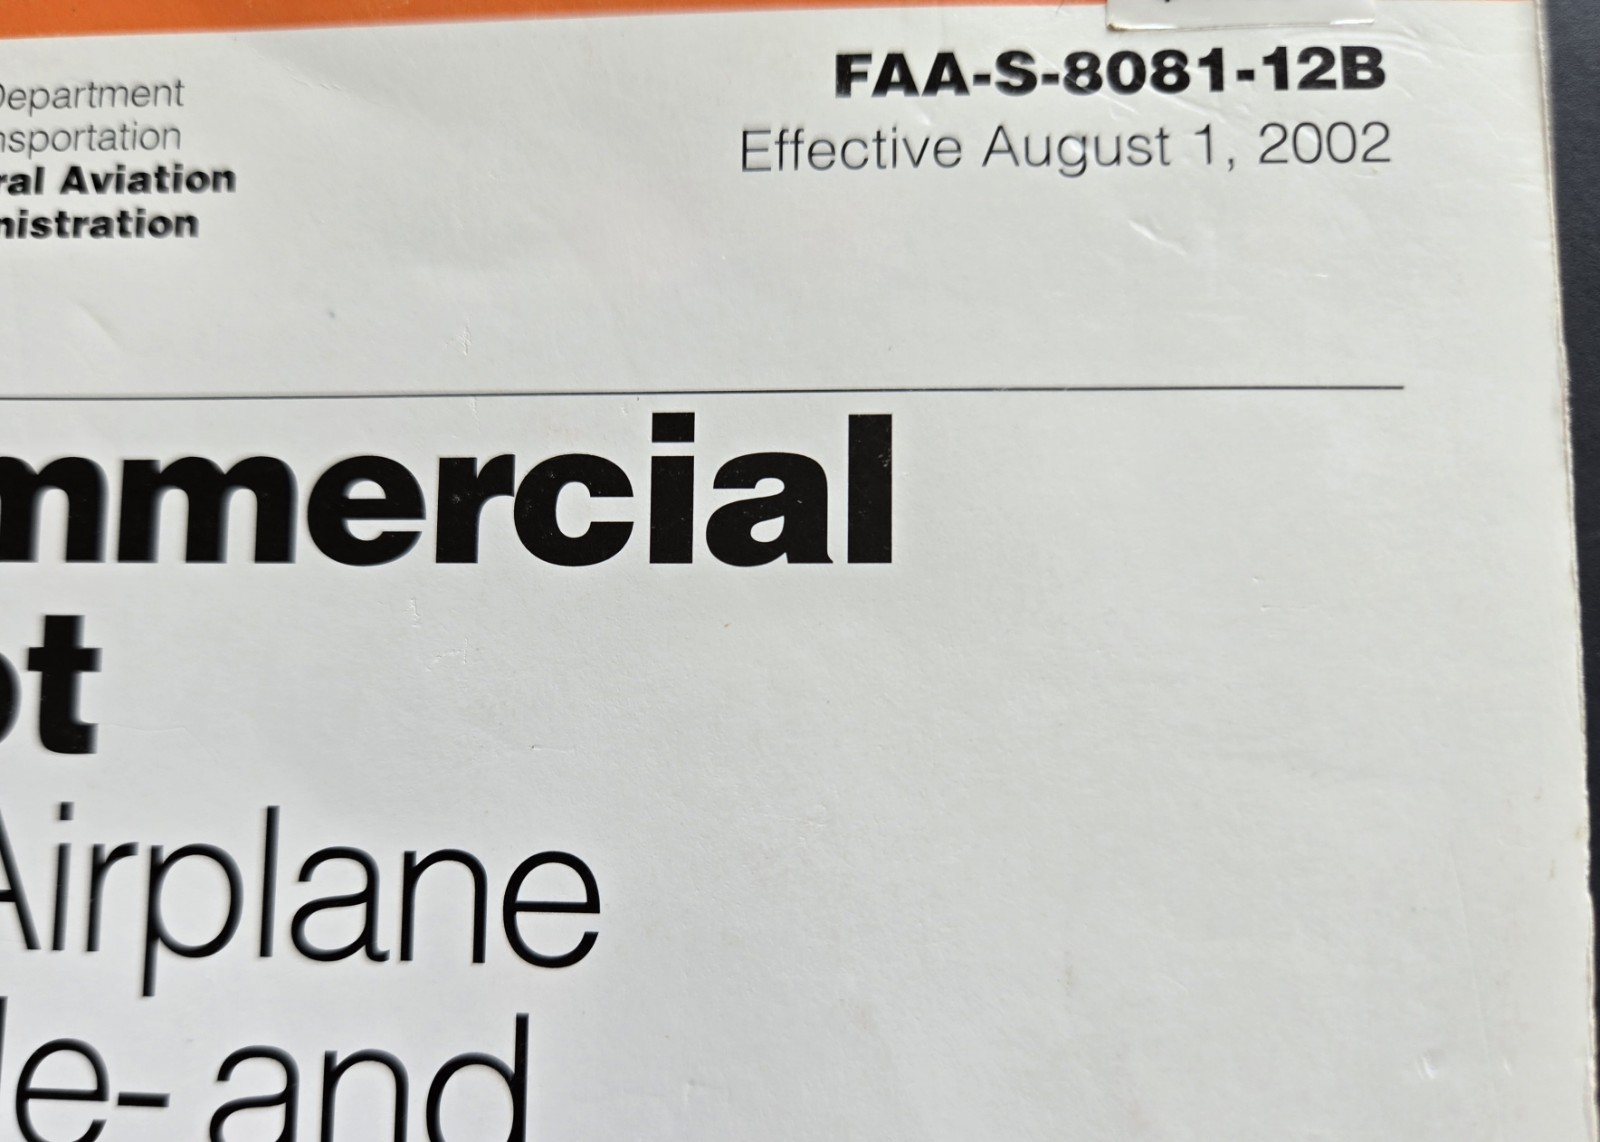 Department
nsportation
ral Aviation
nistration
FAA-S-8081-12B
Effective August 1, 2002
mmercial
ot
Airplane
le- and